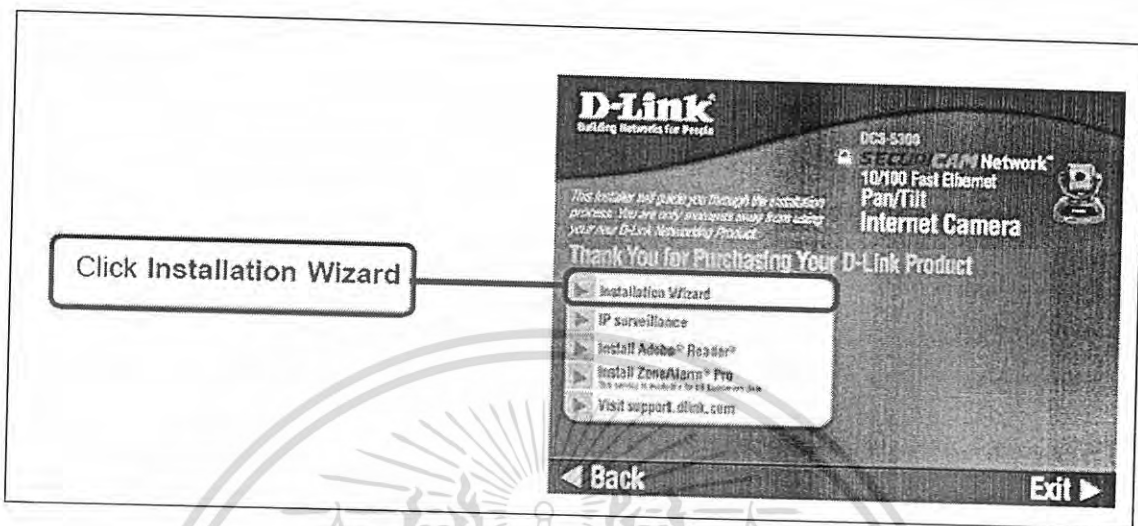 Click Installation Wizard
D-Link
Building Networks for People
DCS-5300
SECURICAM Network™
10/100 Fast Ethernet
Pan/Tilt
Internet Camera
This installer will guide you through the installation
process. You are only moments away from using
your new D-Link Networking Product.
Thank You for Purchasing Your D-Link Product
Installation Wizard
IP surveillance
Install Adobe® Reader®
Install ZoneAlarm® Pro
Visit support.dlink.com
Back
Exit